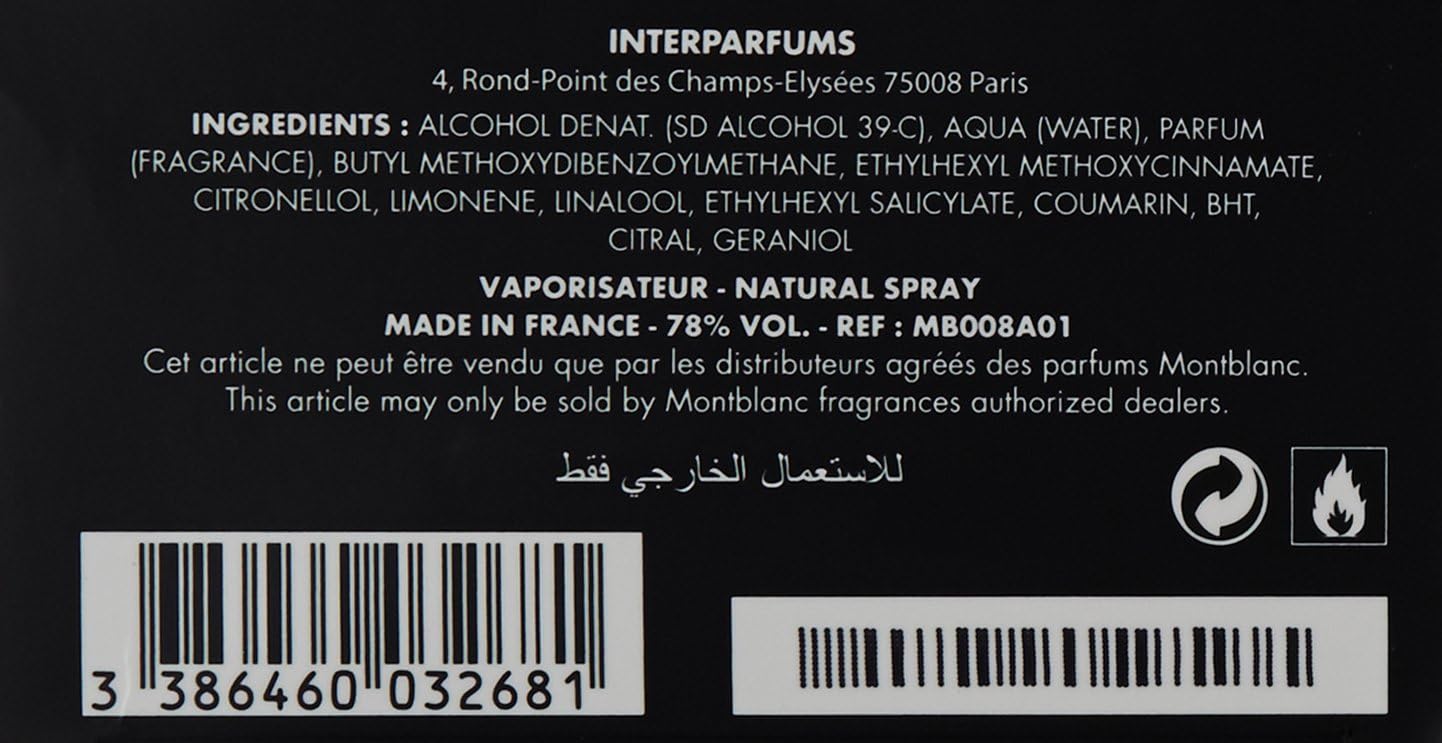 INTERPARFUMS
4, Rond-Point des Champs-Elysées 75008 Paris
INGREDIENTS : ALCOHOL DENAT. (SD ALCOHOL 39-C), AQUA (WATER), PARFUM
(FRAGRANCE), BUTYL METHOXYDIBENZOYLMETHANE, ETHYLHEXYL METHOXYCINNAMATE,
CITRONELLOL, LIMONENE, LINALOOL, ETHYLHEXYL SALICYLATE, COUMARIN, BHT,
CITRAL, GERANIOL
VAPORISATEUR - NATURAL SPRAY
MADE IN FRANCE - 78% VOL. - REF : MB008A01
Cet article ne peut être vendu que par les distributeurs agréés des parfums Montblanc.
This article may only be sold by Montblanc fragrances authorized dealers.
للاستعمال الخارجي فقط
3 386460 032681